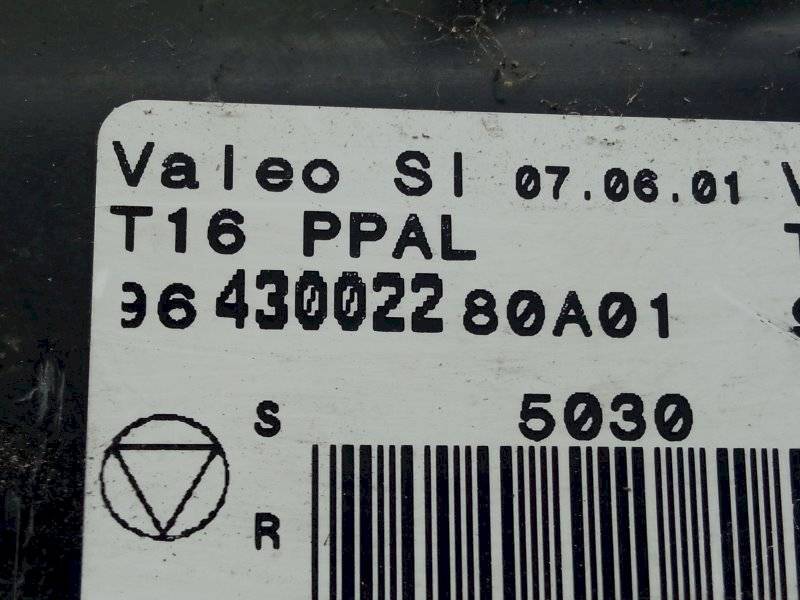 Valeo SI 07.06.01
T16 PPAL
96 430022 80A01
S 5030
R